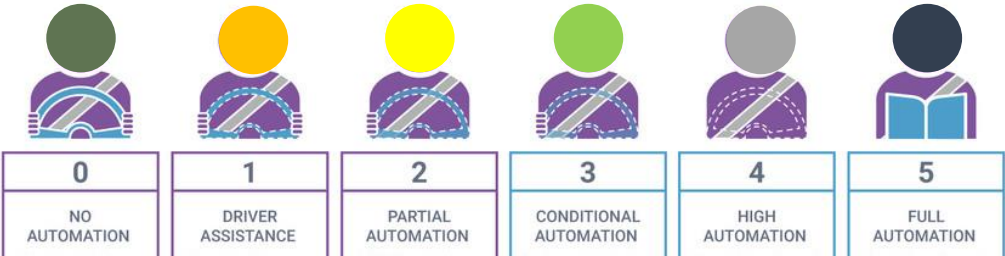 0
NO
AUTOMATION
1
DRIVER
ASSISTANCE
2
PARTIAL
AUTOMATION
3
CONDITIONAL
AUTOMATION
4
HIGH
AUTOMATION
5
FULL
AUTOMATION